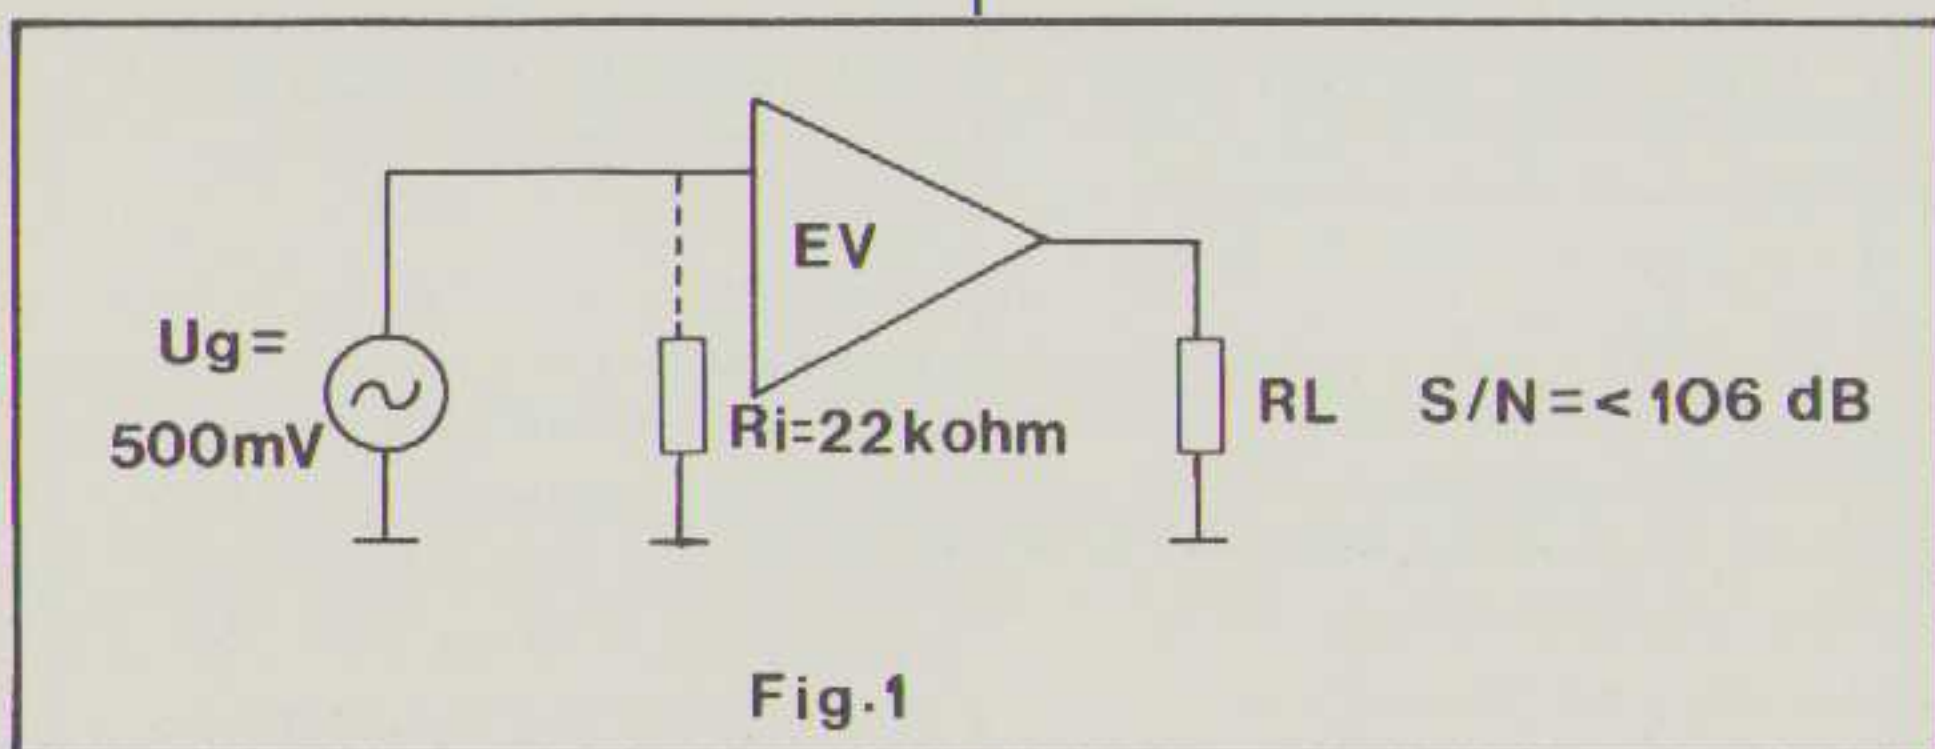 EV
Ug=
500mV
Ri=22kohm
RL
S/N=<106 dB
Fig.1